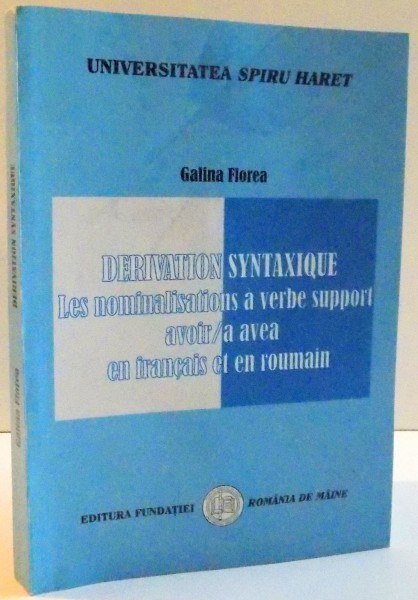 UNIVERSITATEA SPIRU HARET
Galina Florea
DERIVATION SYNTAXIQUE
Les nominalisations a verbe support
avoir/a avea
en français et en roumain
EDITURA FUNDAȚIEI ROMÂNIA DE MÂINE
DERIVATION SYNTAXIQUE
Galina Florea